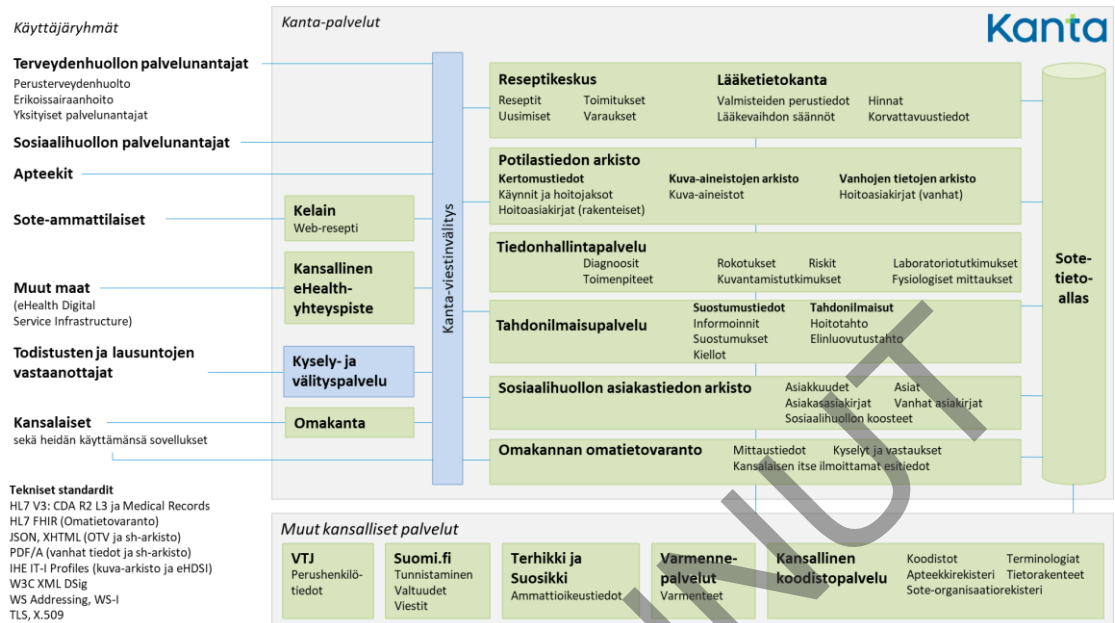 Käyttäjäryhmät
Terveydenhuollon palvelunantajat
Perusterveydenhuolto
Erikoissairaanhoito
Yksityiset palvelunantajat
Sosiaalihuollon palvelunantajat
Apteekit
Sote-ammattilaiset
Muut maat
(eHealth Digital
Service Infrastructure)
Todistusten ja lausuntojen
vastaanottajat
Kansalaiset
sekä heidän käyttämänsä sovellukset
Tekniset standardit
HL7 V3: CDA R2 L3 ja Medical Records
HL7 FHIR (Omatietovaranto)
JSON, XHTML (OTV ja sh-arkisto)
PDF/A (vanhat tiedot ja sh-arkisto)
IHE IT-I Profiles (kuva-arkisto ja eHDSI)
W3C XML DSig
WS Addressing, WS-I
TLS, X.509
Kanta-palvelut
Kanta
Kelain
Web-resepti
Kansallinen
eHealth-
yhteyspiste
Kysely- ja
välityspalvelu
Omakanta
Kanta-viestinvälitys
Reseptikeskus
Reseptit Toimitukset
Uusimiset Varaukset
Lääketietokanta
Valmisteiden perustiedot Hinnat
Lääkevaihdon säännöt Korvattavuustiedot
Potilastiedon arkisto
Kertomustiedot
Käynnit ja hoitojaksot
Hoitoasiakirjat (rakenteiset)
Kuva-aineistojen arkisto
Kuva-aineistot
Vanhojen tietojen arkisto
Hoitoasiakirjat (vanhat)
Tiedonhallintapalvelu
Diagnoosit Rokotukset Riskit Laboratoriotutkimukset
Toimenpiteet Kuvantamistutkimukset Fysiologiset mittaukset
Tahdonilmaisupalvelu
Suostumustiedot
Informoinnit
Suostumukset
Kiellot
Tahdonilmaisut
Hoitotahto
Elinluovutustahto
Sosiaalihuollon asiakastiedon arkisto
Asiakkuudet Asiat
Asiakasasiakirjat Vanhat asiakirjat
Sosiaalihuollon koosteet
Omakannan omatietovaranto
Mittaustiedot Kyselyt ja vastaukset
Kansalaisen itse ilmoittamat esitiedot
Sote-
tieto-
allas
Muut kansalliset palvelut
VTJ
Perushenkilö-
tiedot
Suomi.fi
Tunnistaminen
Valtuudet
Viestit
Terhikki ja
Suosikki
Ammattioikeustiedot
Varmenne-
palvelut
Varmenteet
Kansallinen
koodistopalvelu
Koodistot Terminologiat
Apteekkirekisteri Tietorakenteet
Sote-organisaatiorekisteri